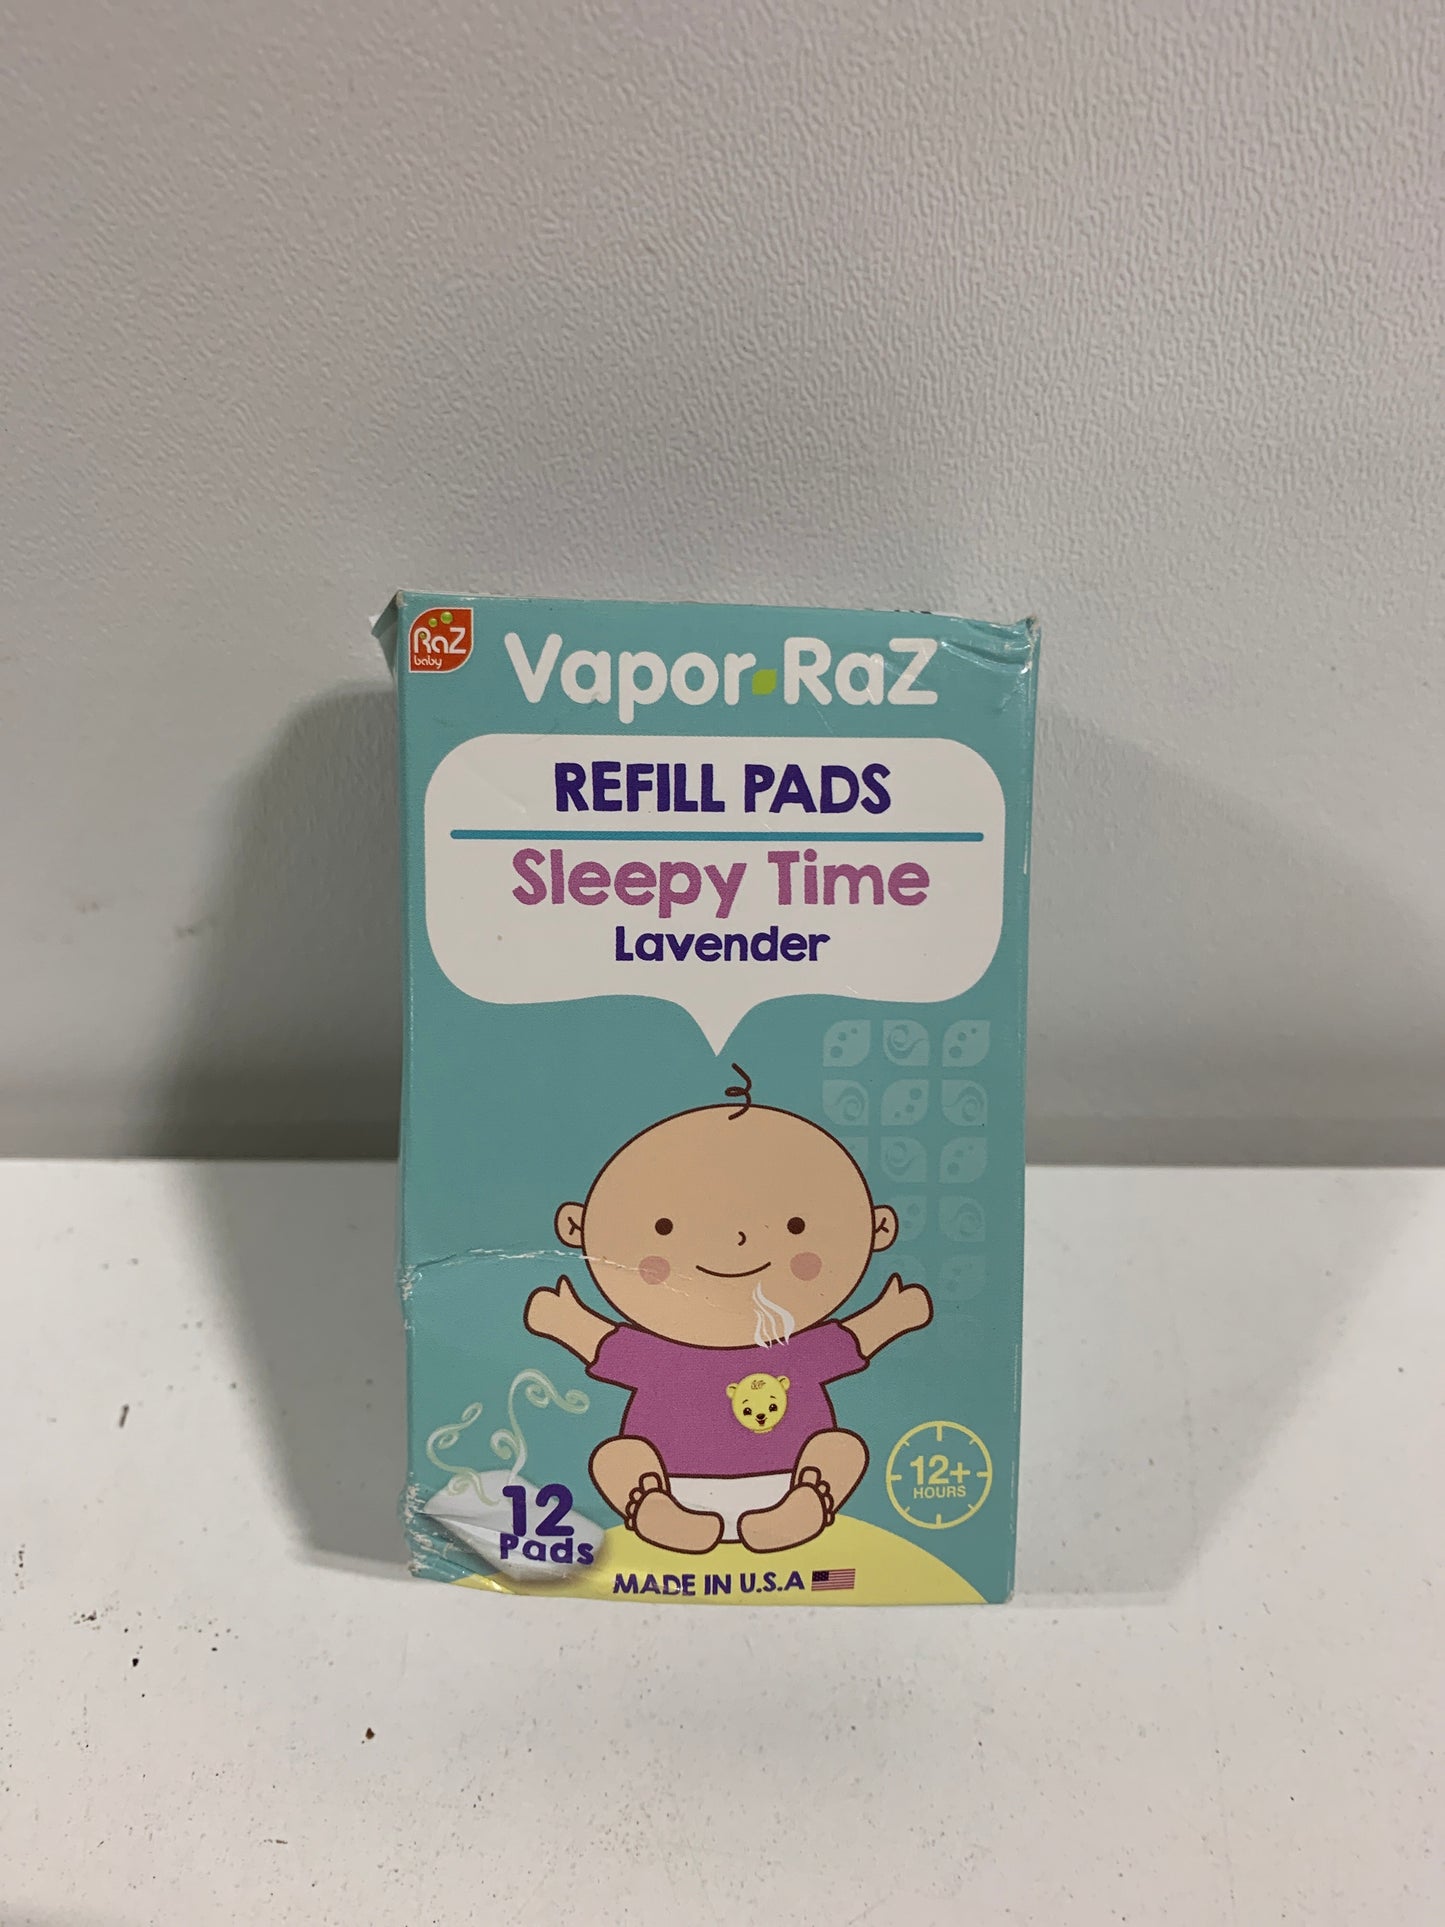 RaZ
baby
Vapor RaZ
REFILL PADS
Sleepy Time
Lavender
12+
HOURS
12
Pads
MADE IN U.S.A